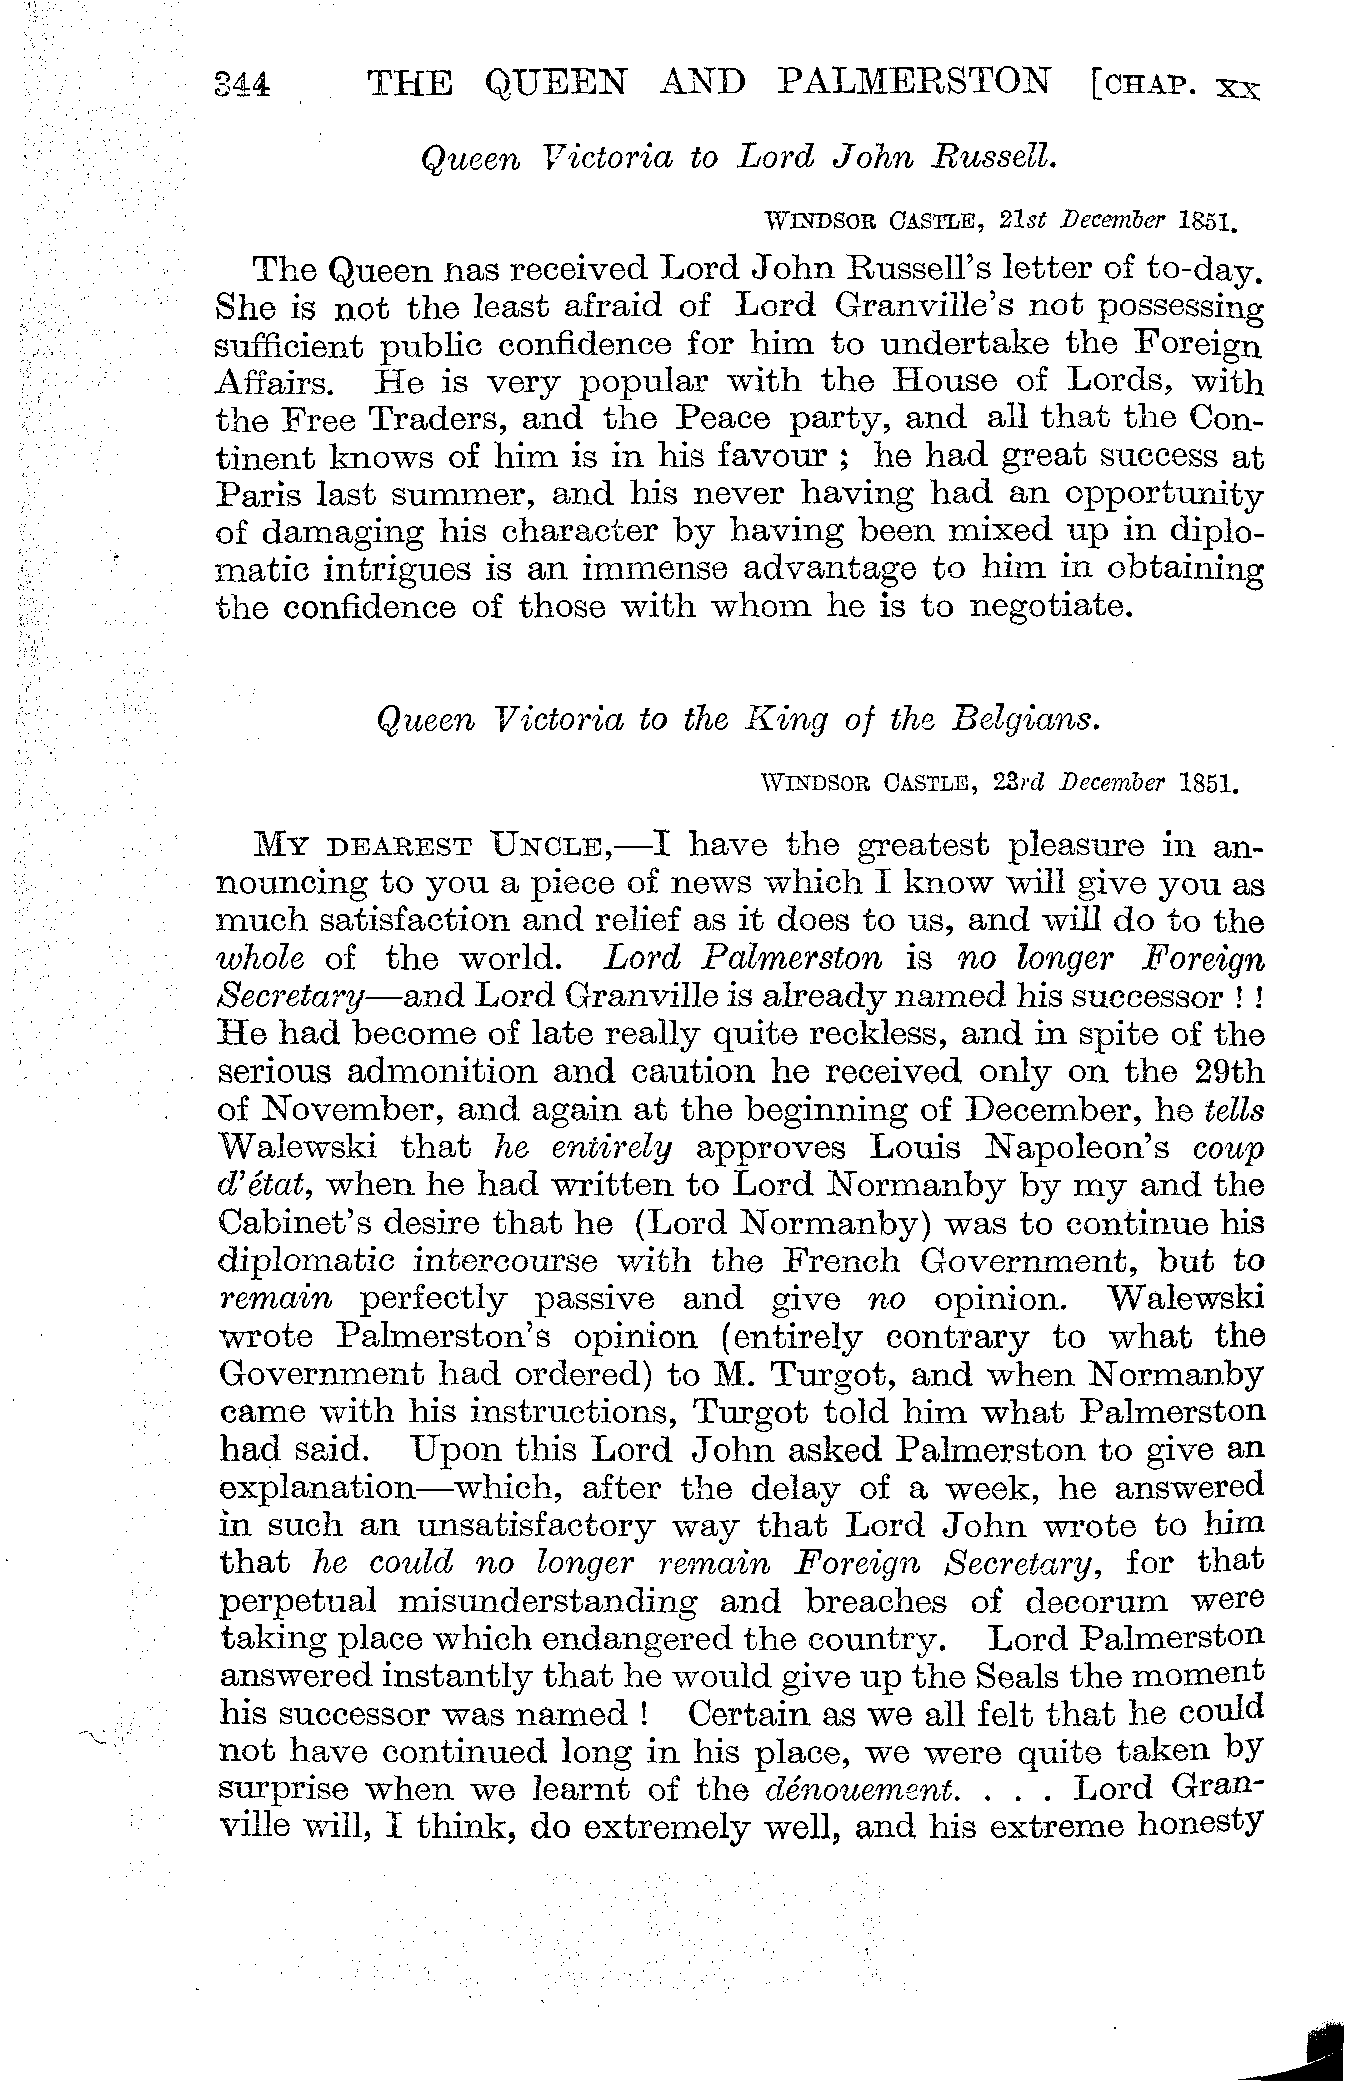 344 THE QUEEN AND PALMERSTON [CHAP. XX
Queen Victoria to Lord John Russell.
WINDSOR CASTLE, 21st December 1851.
The Queen has received Lord John Russell's letter of to-day.
She is not the least afraid of Lord Granville's not possessing
sufficient public confidence for him to undertake the Foreign
Affairs. He is very popular with the House of Lords, with
the Free Traders, and the Peace party, and all that the Con-
tinent knows of him is in his favour ; he had great success at
Paris last summer, and his never having had an opportunity
of damaging his character by having been mixed up in diplo-
matic intrigues is an immense advantage to him in obtaining
the confidence of those with whom he is to negotiate.
Queen Victoria to the King of the Belgians.
WINDSOR CASTLE, 23rd December 1851.
MY DEAREST UNCLE,—I have the greatest pleasure in an-
nouncing to you a piece of news which I know will give you as
much satisfaction and relief as it does to us, and will do to the
whole of the world. Lord Palmerston is no longer Foreign
Secretary—and Lord Granville is already named his successor ! !
He had become of late really quite reckless, and in spite of the
serious admonition and caution he received only on the 29th
of November, and again at the beginning of December, he tells
Walewski that he entirely approves Louis Napoleon's coup
d'état, when he had written to Lord Normanby by my and the
Cabinet's desire that he (Lord Normanby) was to continue his
diplomatic intercourse with the French Government, but to
remain perfectly passive and give no opinion. Walewski
wrote Palmerston's opinion (entirely contrary to what the
Government had ordered) to M. Turgot, and when Normanby
came with his instructions, Turgot told him what Palmerston
had said. Upon this Lord John asked Palmerston to give an
explanation—which, after the delay of a week, he answered
in such an unsatisfactory way that Lord John wrote to him
that he could no longer remain Foreign Secretary, for that
perpetual misunderstanding and breaches of decorum were
taking place which endangered the country. Lord Palmerston
answered instantly that he would give up the Seals the moment
his successor was named ! Certain as we all felt that he could
not have continued long in his place, we were quite taken by
surprise when we learnt of the dénouement. . . . Lord Gran-
ville will, I think, do extremely well, and his extreme honesty